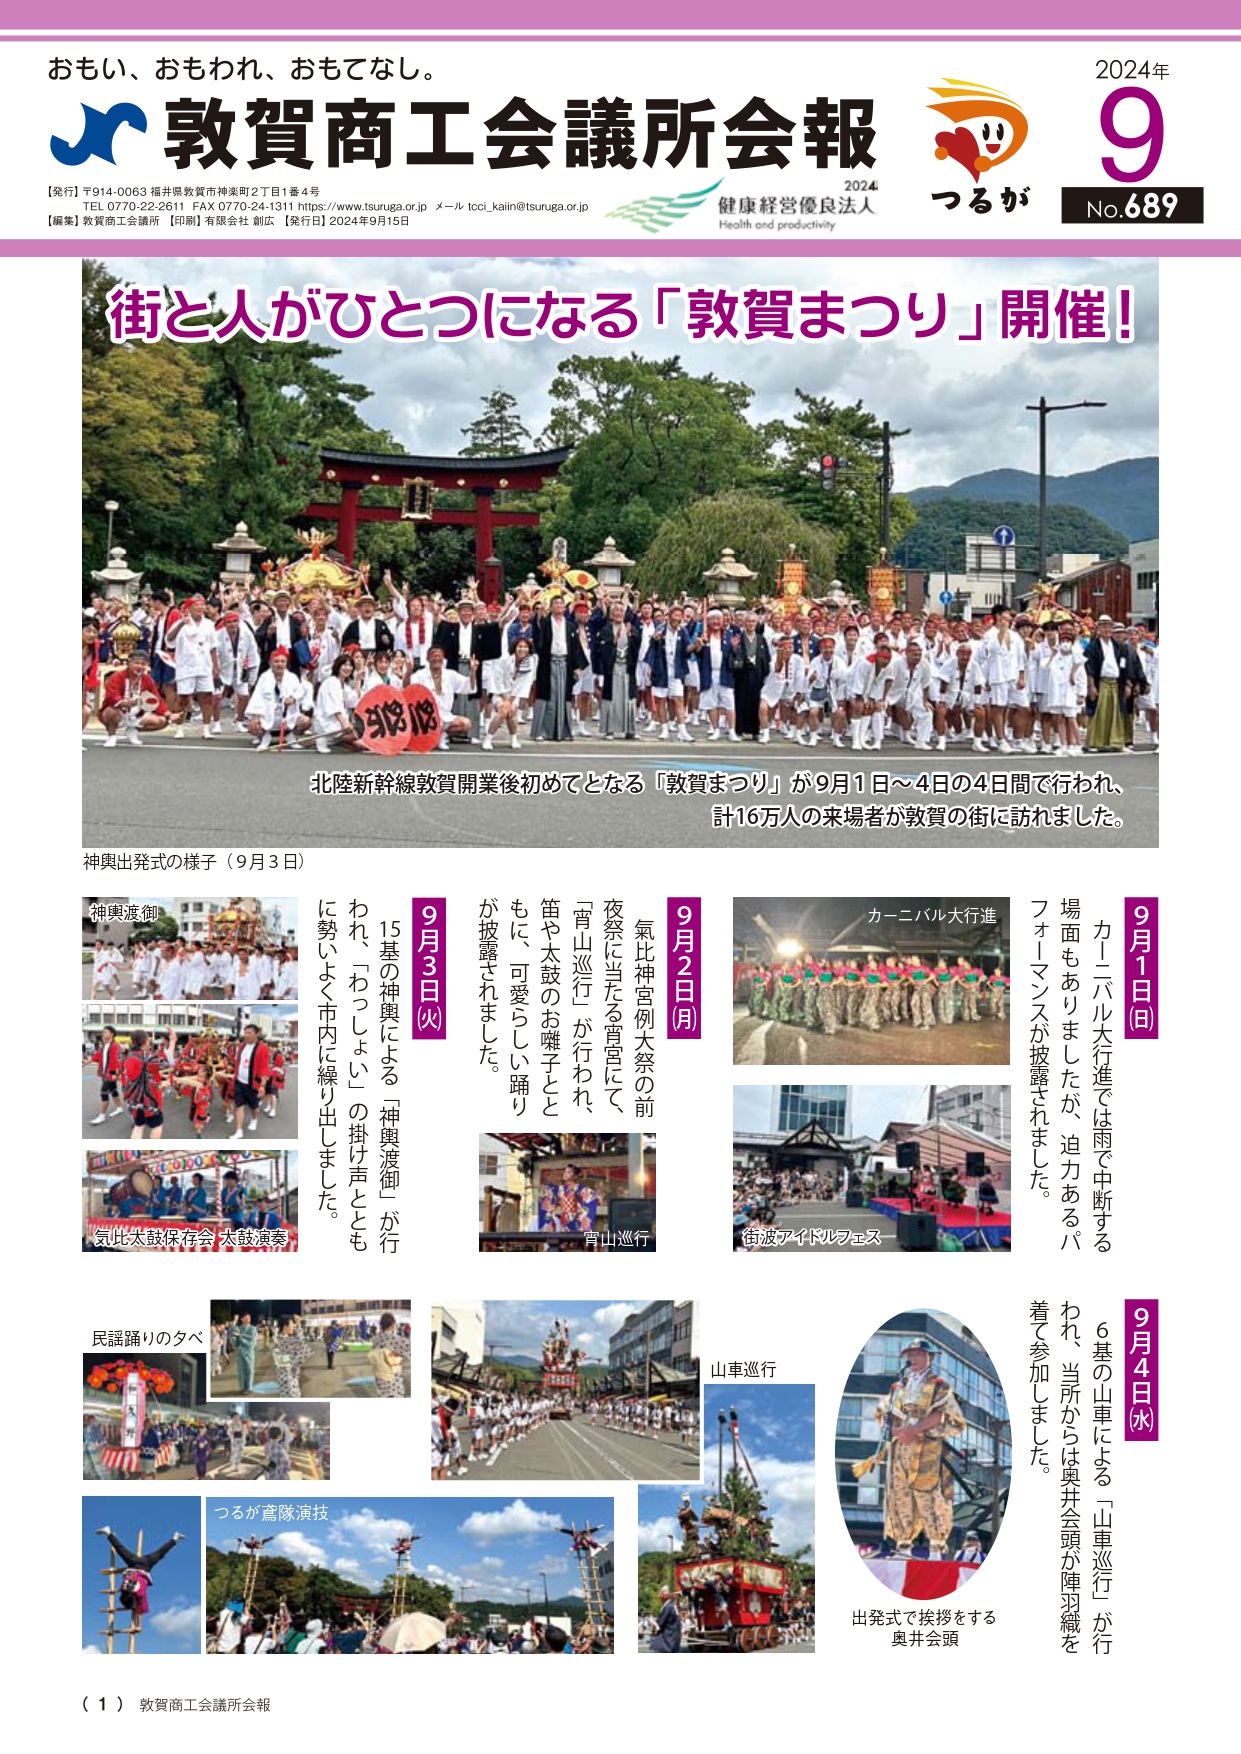 おもい、おもわれ、おもてなし。
敦賀商工会議所会報
【発行】〒914-0063 福井県敦賀市神楽町2丁目1番4号
TEL 0770-22-2611 FAX 0770-24-1311 https://www.tsuruga.or.jp メール tcci_kaiin@tsuruga.or.jp
【編集】敦賀商工会議所 【印刷】有限会社 創広 【発行日】2024年9月15日
2024
健康経営優良法人
Health and productivity
つるが
2024年
9
No.689
街と人がひとつになる「敦賀まつり」開催!
北陸新幹線敦賀開業後初めてとなる「敦賀まつり」が9月1日～4日の4日間で行われ、
計16万人の来場者が敦賀の街に訪れました。
神輿出発式の様子（9月3日）
9月1日(日)
カーニバル大行進では雨で中断する
場面もありましたが、迫力あるパ
フォーマンスが披露されました。
カーニバル大行進
街波アイドルフェス
9月2日(月)
氣比神宮例大祭の前
夜祭に当たる宵宮にて、
「宵山巡行」が行われ、
笛や太鼓のお囃子とと
もに、可愛らしい踊り
が披露されました。
宵山巡行
9月3日(火)
15基の神輿による「神輿渡御」が行
われ、「わっしょい」の掛け声ととも
に勢いよく市内に繰り出しました。
神輿渡御
気比太鼓保存会 太鼓演奏
9月4日(水)
6基の山車による「山車巡行」が行
われ、当所からは奥井会頭が陣羽織を
着て参加しました。
出発式で挨拶をする
奥井会頭
山車巡行
民謡踊りの夕べ
つるが鳶隊演技
（1） 敦賀商工会議所会報